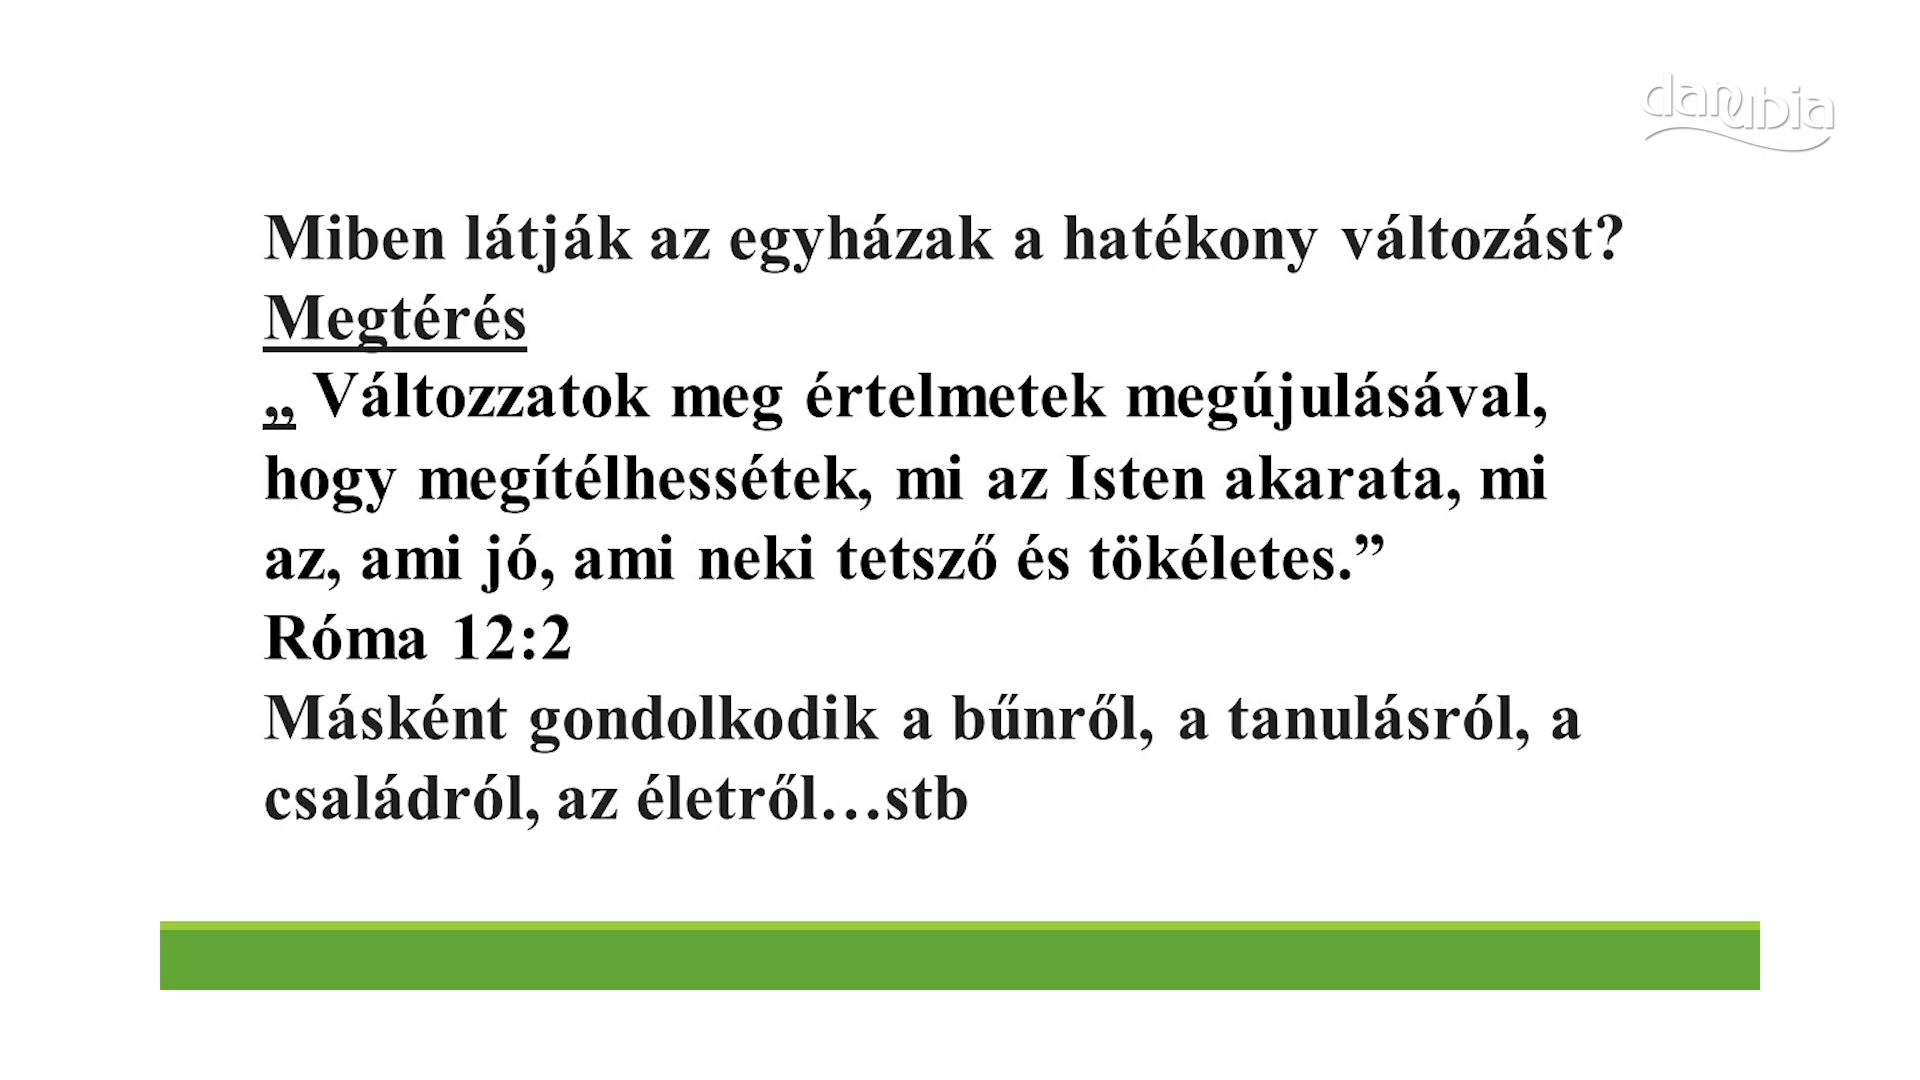 danubia
Miben látják az egyházak a hatékony változást?
Megtérés
„ Változzatok meg értelmetek megújulásával,
hogy megítélhessétek, mi az Isten akarata, mi
az, ami jó, ami neki tetsző és tökéletes.”
Róma 12:2
Másként gondolkodik a bűnről, a tanulásról, a
családról, az életről…stb